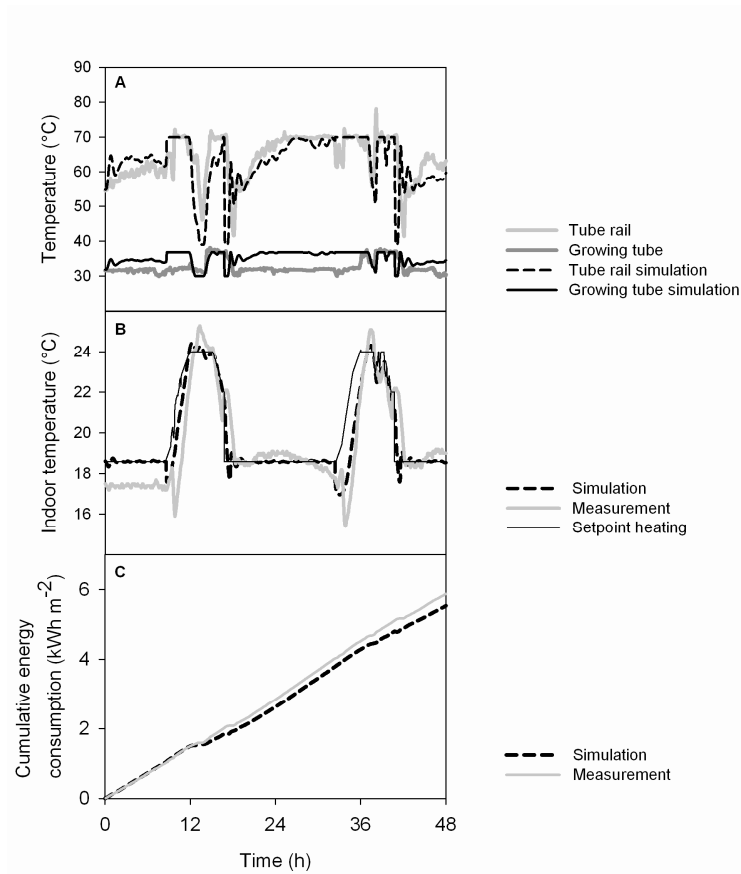 A
90
80
70
60
50
40
30
Temperature (°C)
Tube rail
Growing tube
Tube rail simulation
Growing tube simulation
B
24
22
20
18
16
Indoor temperature (°C)
Simulation
Measurement
Setpoint heating
C
6
4
2
0
Cumulative energy
consumption (kWh m-2)
Simulation
Measurement
0 12 24 36 48
Time (h)